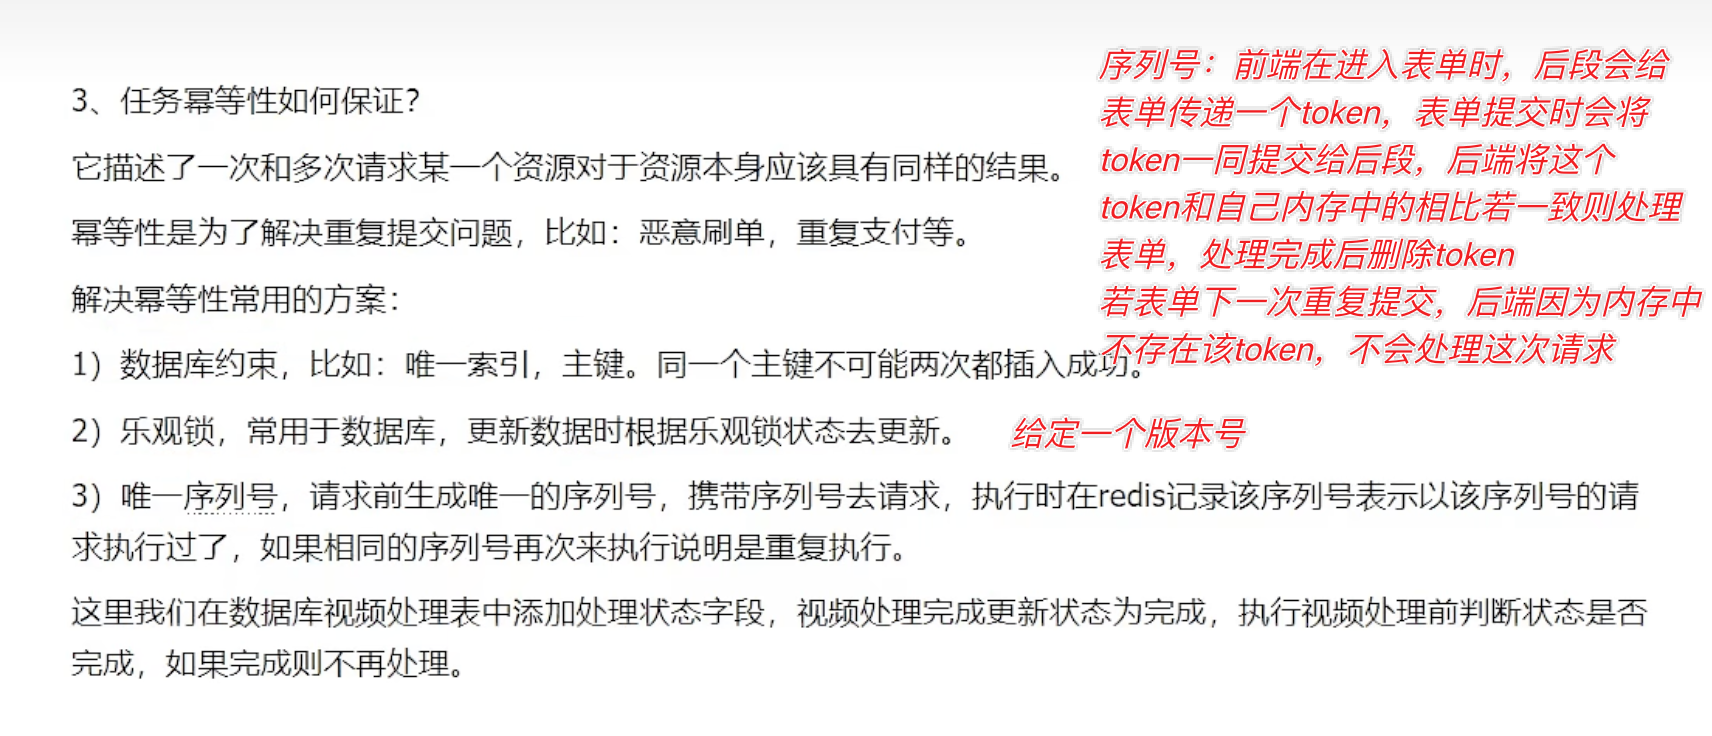 3、任务幂等性如何保证？
它描述了一次和多次请求某一个资源对于资源本身应该具有同样的结果。
幂等性是为了解决重复提交问题，比如：恶意刷单，重复支付等。
解决幂等性常用的方案：
1）数据库约束，比如：唯一索引，主键。同一个主键不可能两次都插入成功。
2）乐观锁，常用于数据库，更新数据时根据乐观锁状态去更新。
3）唯一序列号，请求前生成唯一的序列号，携带序列号去请求，执行时在redis记录该序列号表示以该序列号的请
求执行过了，如果相同的序列号再次来执行说明是重复执行。
这里我们在数据库视频处理表中添加处理状态字段，视频处理完成更新状态为完成，执行视频处理前判断状态是否
完成，如果完成则不再处理。
序列号：前端在进入表单时，后段会给
表单传递一个token，表单提交时会将
token一同提交给后段，后端将这个
token和自己内存中的相比若一致则处理
表单，处理完成后删除token
若表单下一次重复提交，后端因为内存中
不存在该token，不会处理这次请求
给定一个版本号